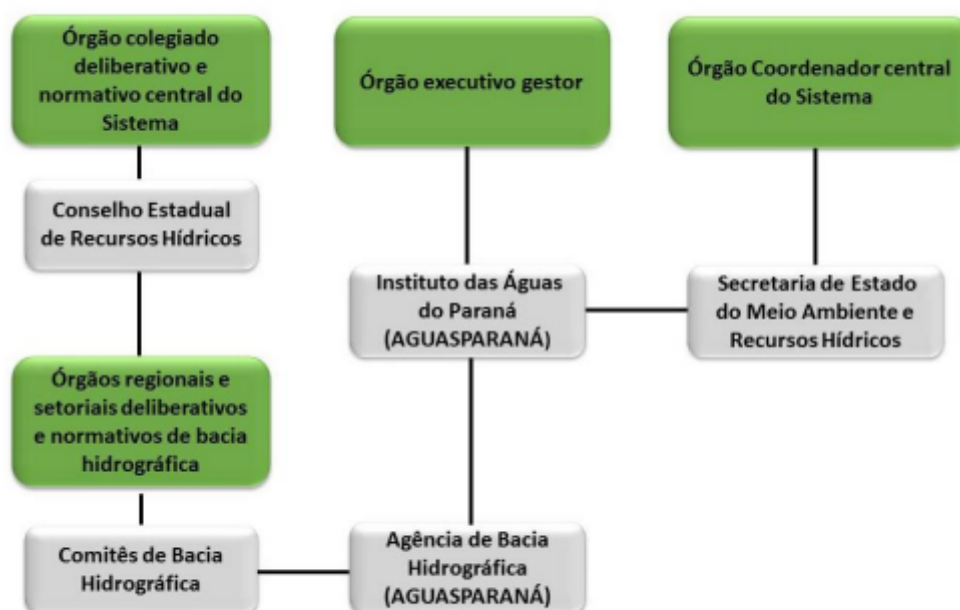 Órgão colegiado
deliberativo e
normativo central do
Sistema
Órgão executivo gestor
Órgão Coordenador central
do Sistema
Conselho Estadual
de Recursos Hídricos
Instituto das Águas
do Paraná
(AGUASPARANÁ)
Secretaria de Estado
do Meio Ambiente e
Recursos Hídricos
Órgãos regionais e
setoriais deliberativos
e normativos de bacia
hidrográfica
Comitês de Bacia
Hidrográfica
Agência de Bacia
Hidrográfica
(AGUASPARANÁ)